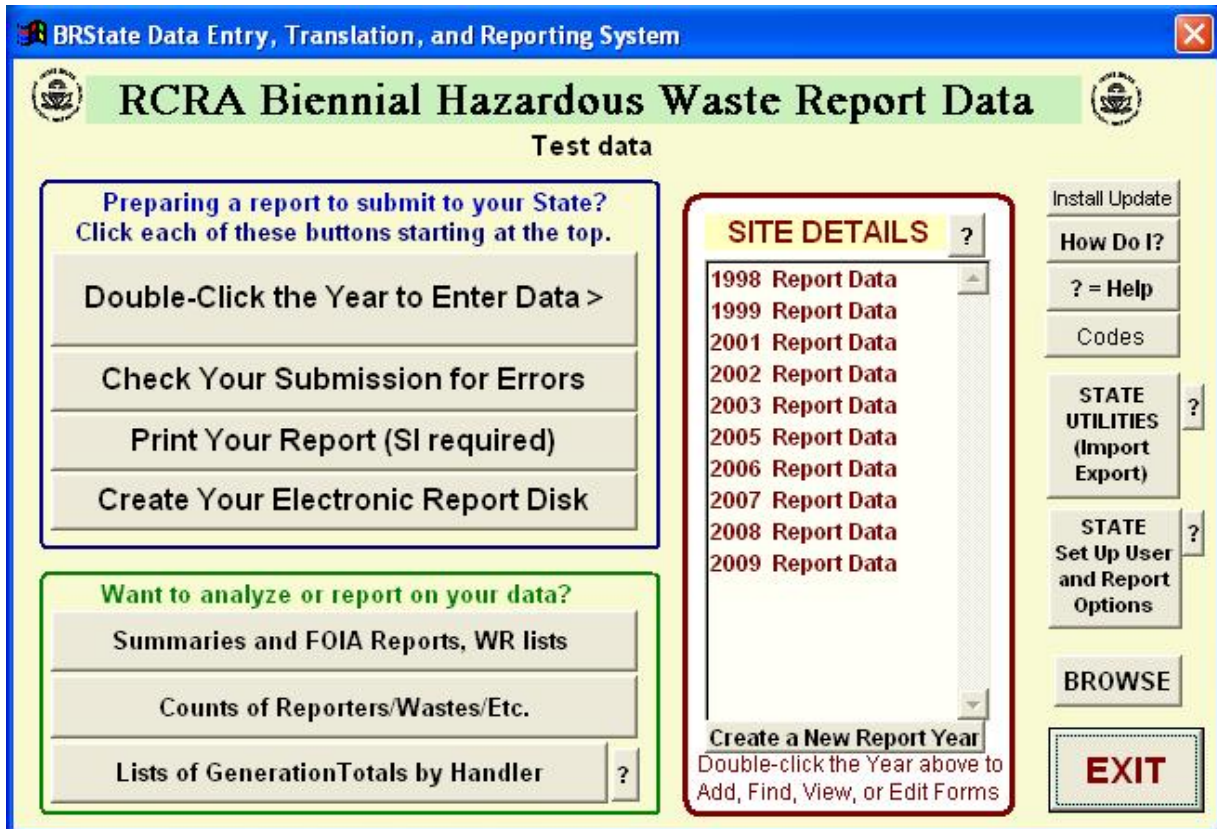 BRState Data Entry, Translation, and Reporting System
RCRA Biennial Hazardous Waste Report Data
Test data
Preparing a report to submit to your State?
Click each of these buttons starting at the top.
Double-Click the Year to Enter Data >
Check Your Submission for Errors
Print Your Report (SI required)
Create Your Electronic Report Disk
Want to analyze or report on your data?
Summaries and FOIA Reports, WR lists
Counts of Reporters/Wastes/Etc.
Lists of GenerationTotals by Handler
?
SITE DETAILS
?
1998 Report Data
1999 Report Data
2001 Report Data
2002 Report Data
2003 Report Data
2005 Report Data
2006 Report Data
2007 Report Data
2008 Report Data
2009 Report Data
Create a New Report Year
Double-click the Year above to
Add, Find, View, or Edit Forms
Install Update
How Do I?
? = Help
Codes
STATE
UTILITIES
(Import
Export)
?
STATE
Set Up User
and Report
Options
?
BROWSE
EXIT